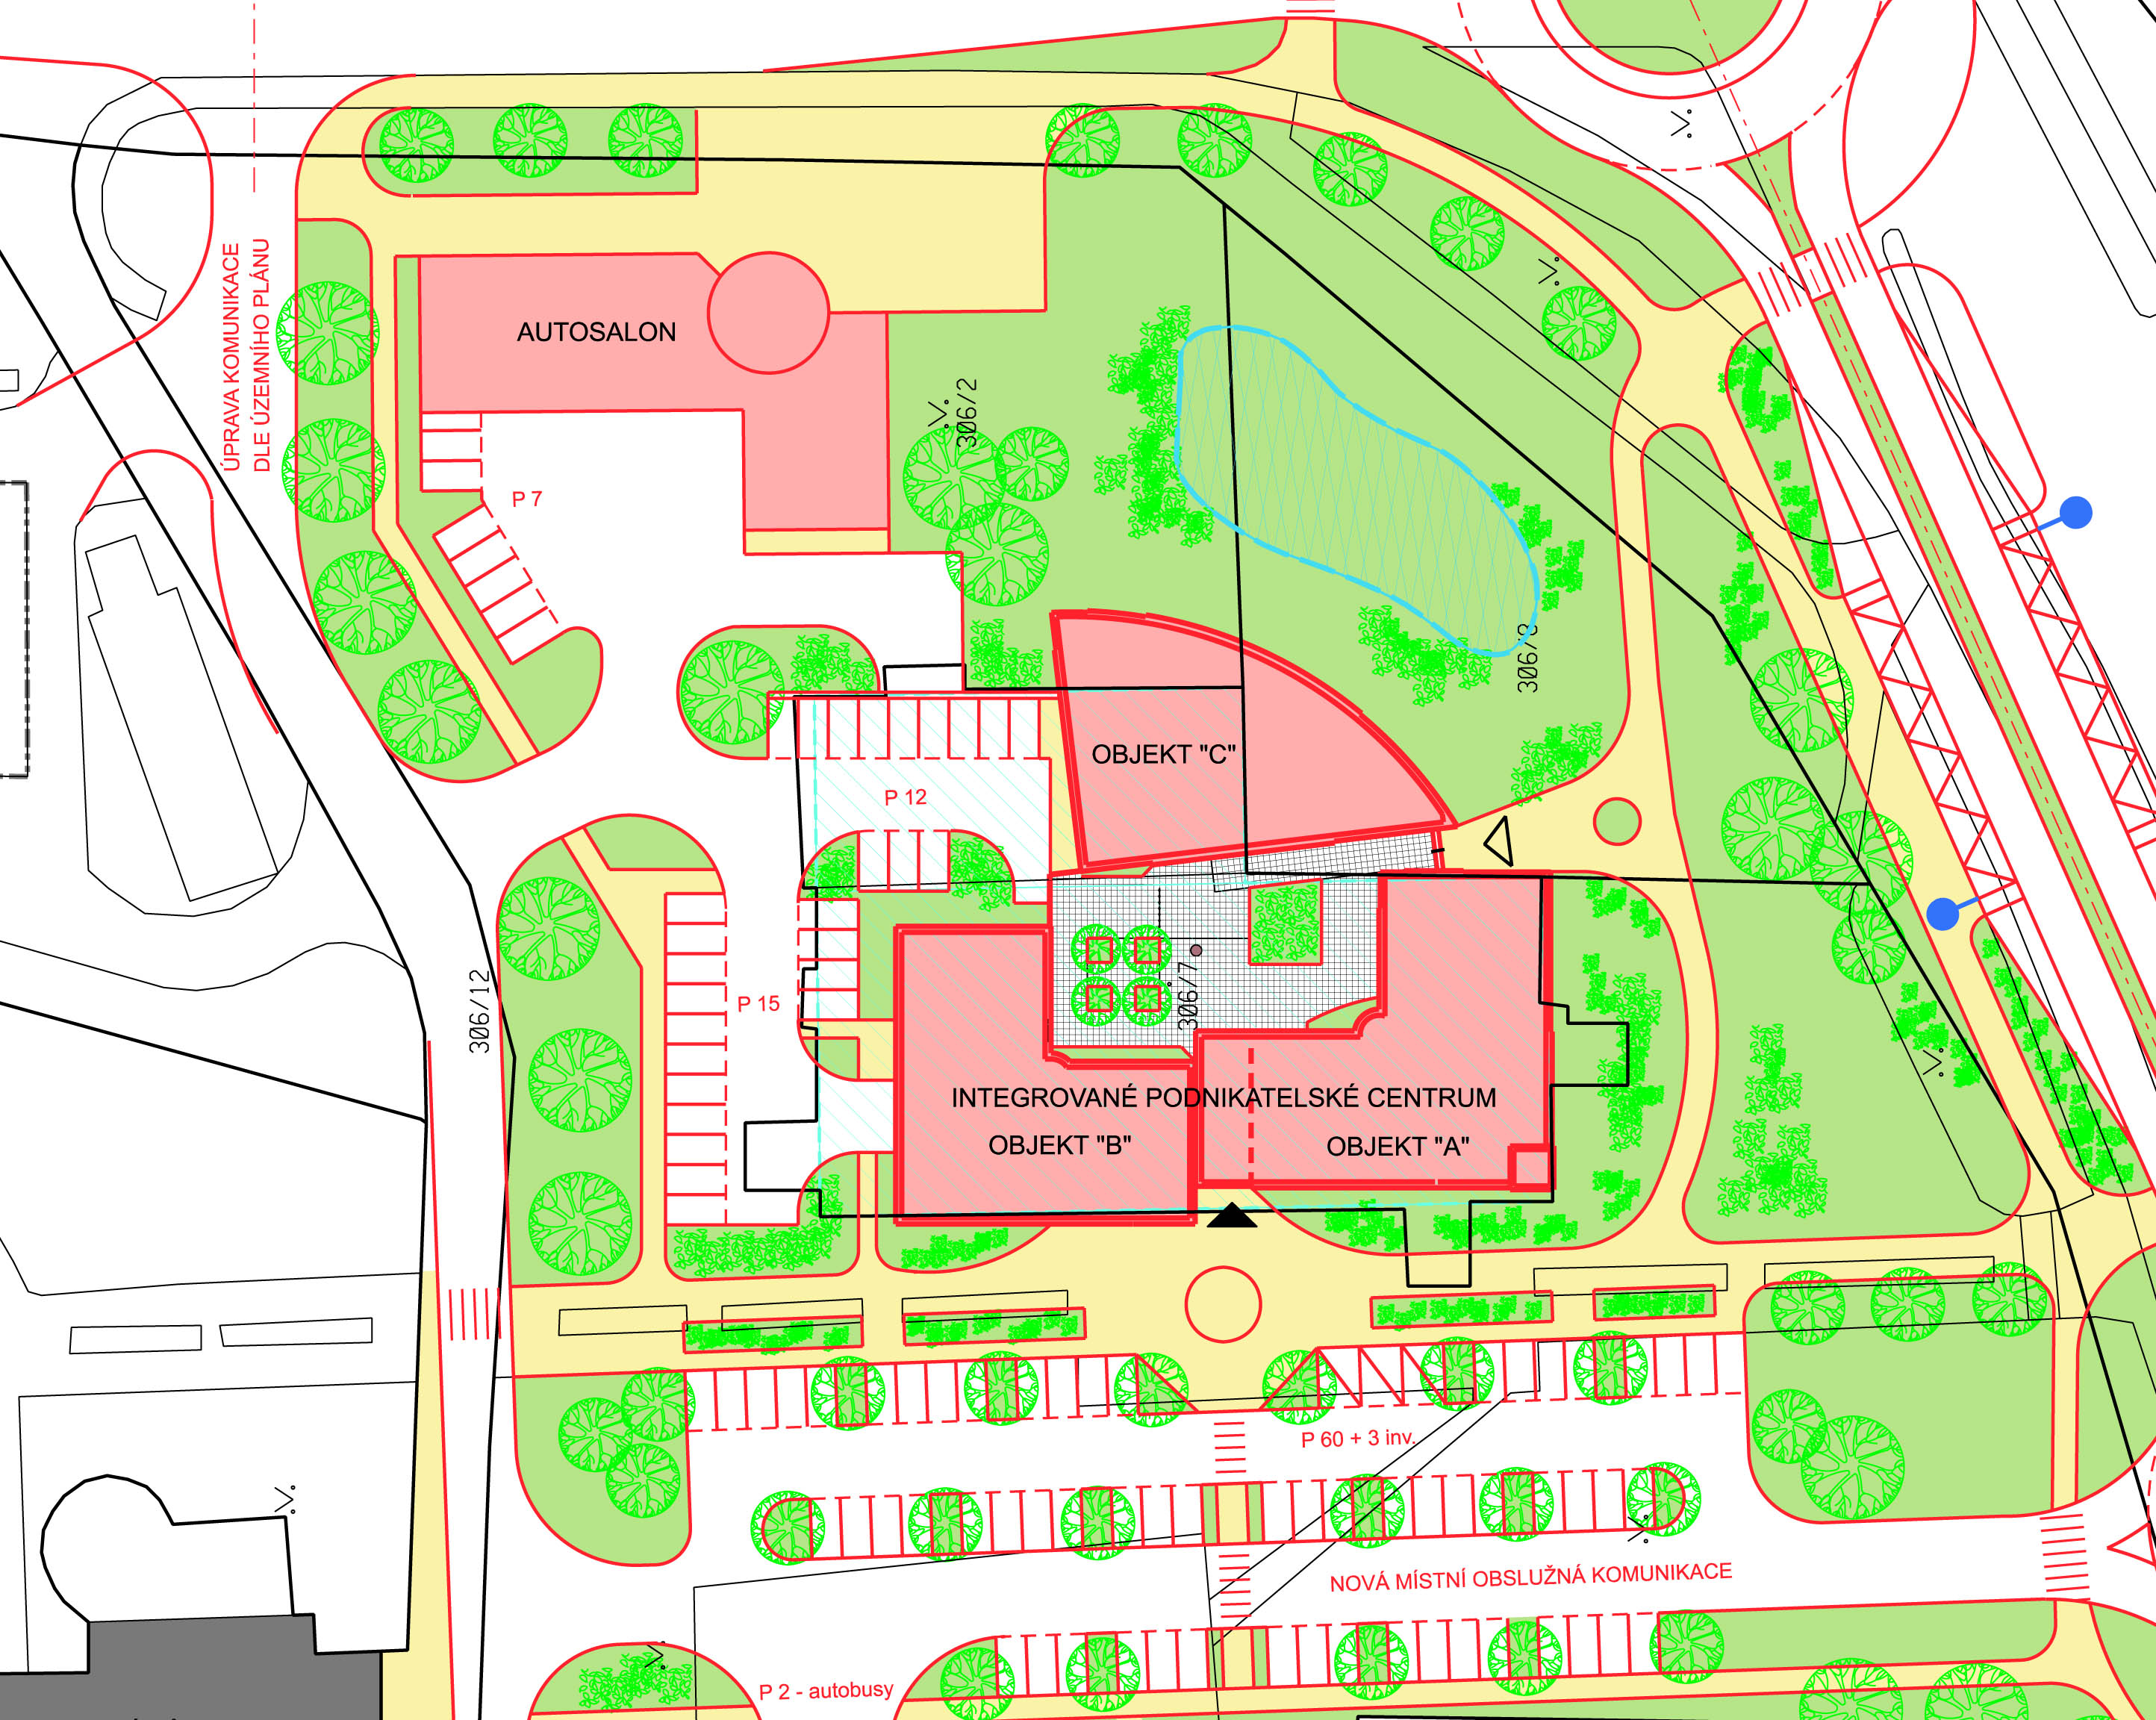 ÚPRAVA KOMUNIKACE
DLE ÚZEMNÍHO PLÁNU
AUTOSALON
306/2
P 7
306/3
OBJEKT "C"
P 12
306/12
P 15
306/7
INTEGROVANÉ PODNIKATELSKÉ CENTRUM
OBJEKT "B"
OBJEKT "A"
P 60 + 3 inv.
NOVÁ MÍSTNÍ OBSLUŽNÁ KOMUNIKACE
P 2 - autobusy